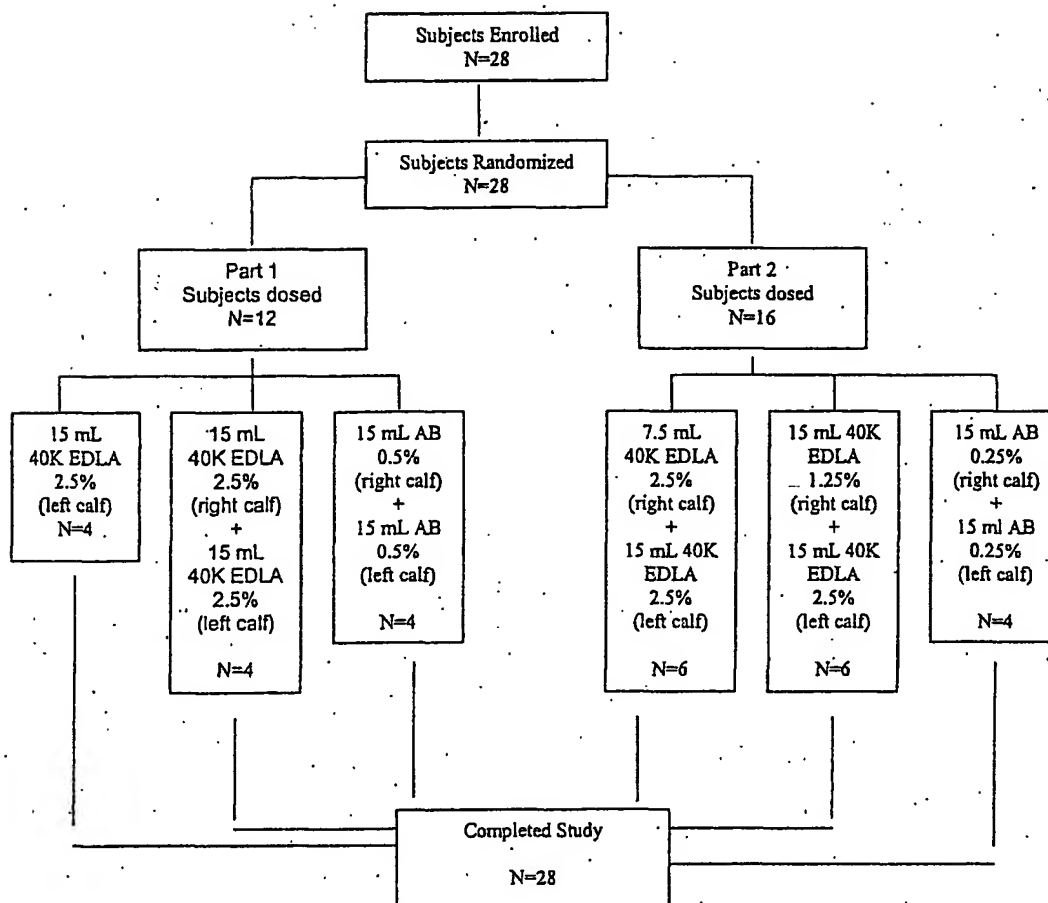 Subjects Enrolled
N=28
Subjects Randomized
N=28
Part 1
Subjects dosed
N=12
Part 2
Subjects dosed
N=16
15 mL
40K EDLA
2.5%
(left calf)
N=4
15 mL
40K EDLA
2.5%
(right calf)
+
15 mL
40K EDLA
2.5%
(left calf)
N=4
15 mL AB
0.5%
(right calf)
+
15 mL AB
0.5%
(left calf)
N=4
7.5 mL
40K EDLA
2.5%
(right calf)
+
15 mL 40K
EDLA
2.5%
(left calf)
N=6
15 mL 40K
EDLA
1.25%
(right calf)
+
15 mL 40K
EDLA
2.5%
(left calf)
N=6
15 mL AB
0.25%
(right calf)
+
15 ml AB
0.25%
(left calf)
N=4
Completed Study
N=28